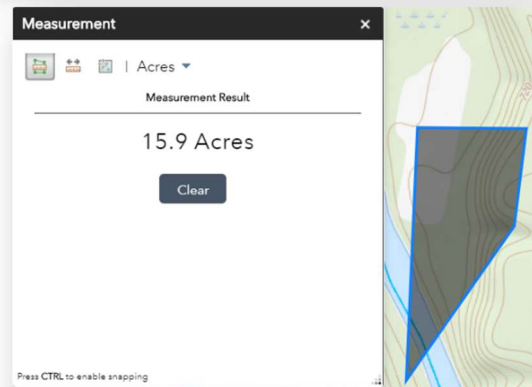 Measurement ×
| Acres
Measurement Result
15.9 Acres
Clear
Press CTRL to enable snapping